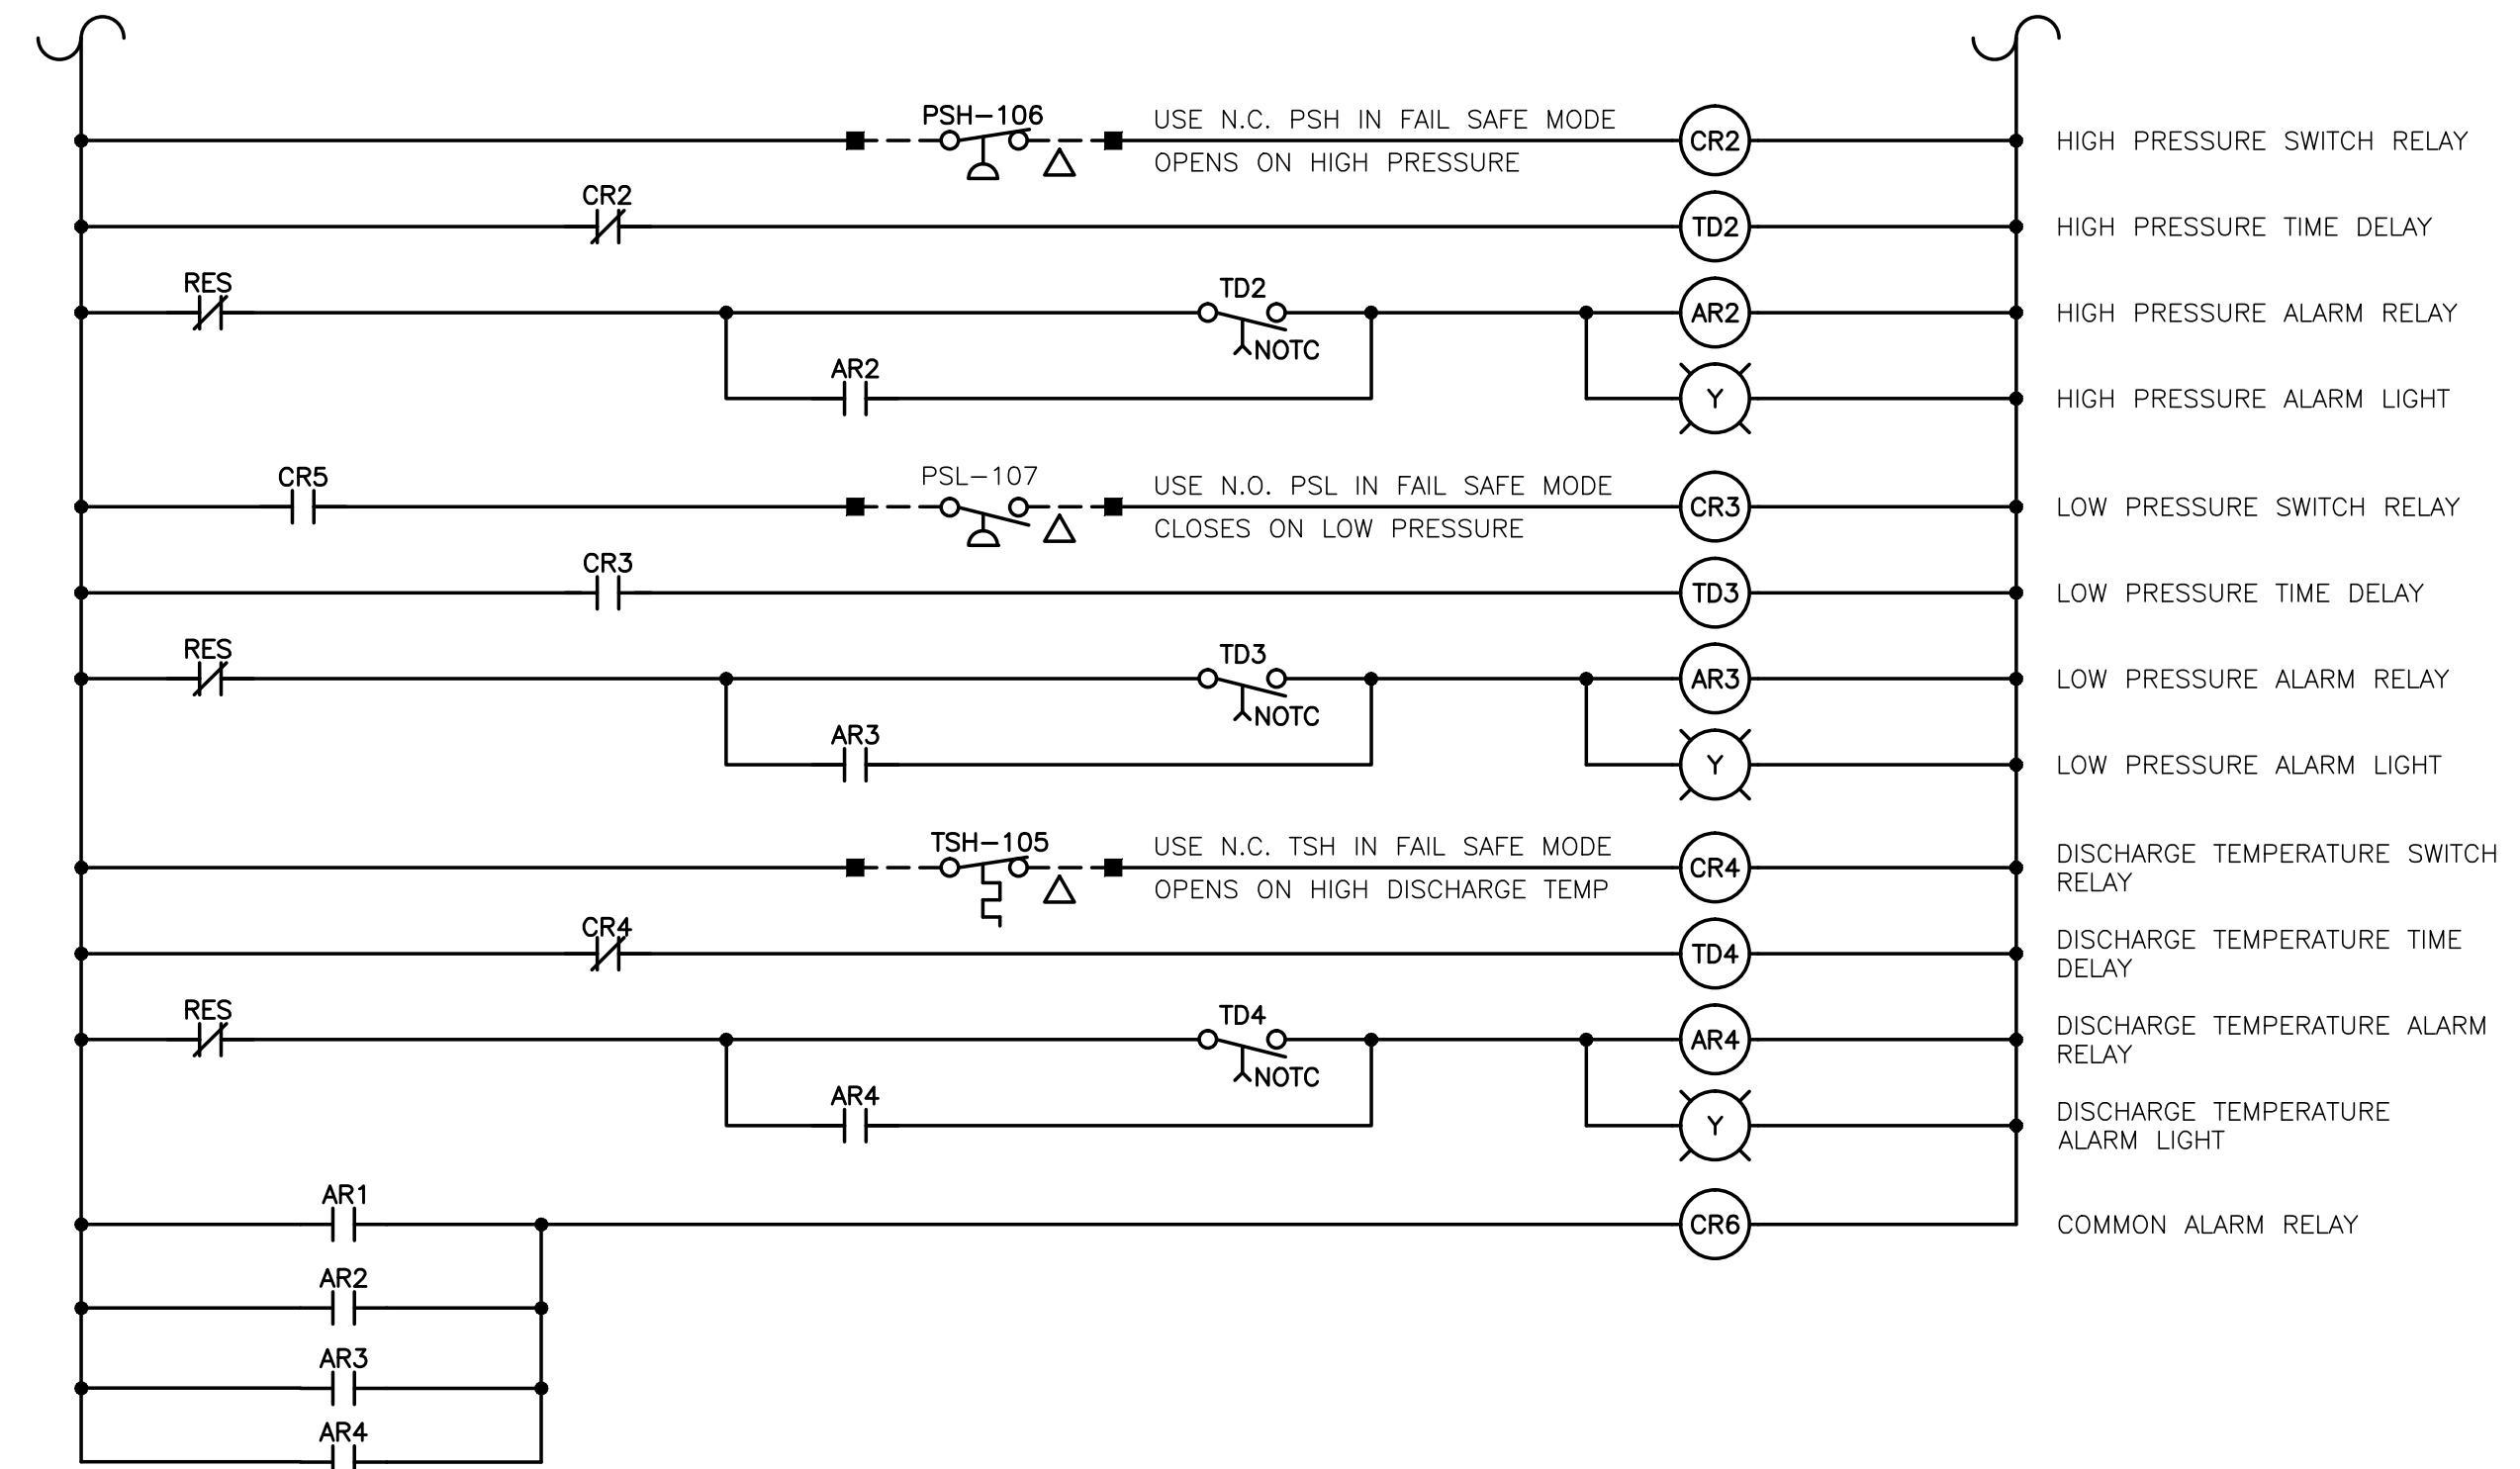 PSH-106
USE N.C. PSH IN FAIL SAFE MODE
OPENS ON HIGH PRESSURE
CR2
HIGH PRESSURE SWITCH RELAY
CR2
TD2
HIGH PRESSURE TIME DELAY
RES
TD2
NOTC
AR2
HIGH PRESSURE ALARM RELAY
AR2
Y
HIGH PRESSURE ALARM LIGHT
CR5
PSL-107
USE N.O. PSL IN FAIL SAFE MODE
CLOSES ON LOW PRESSURE
CR3
LOW PRESSURE SWITCH RELAY
CR3
TD3
LOW PRESSURE TIME DELAY
RES
TD3
NOTC
AR3
LOW PRESSURE ALARM RELAY
AR3
Y
LOW PRESSURE ALARM LIGHT
TSH-105
USE N.C. TSH IN FAIL SAFE MODE
OPENS ON HIGH DISCHARGE TEMP
CR4
DISCHARGE TEMPERATURE SWITCH
RELAY
CR4
TD4
DISCHARGE TEMPERATURE TIME
DELAY
RES
TD4
NOTC
AR4
DISCHARGE TEMPERATURE ALARM
RELAY
AR4
Y
DISCHARGE TEMPERATURE
ALARM LIGHT
AR1
CR6
COMMON ALARM RELAY
AR2
AR3
AR4